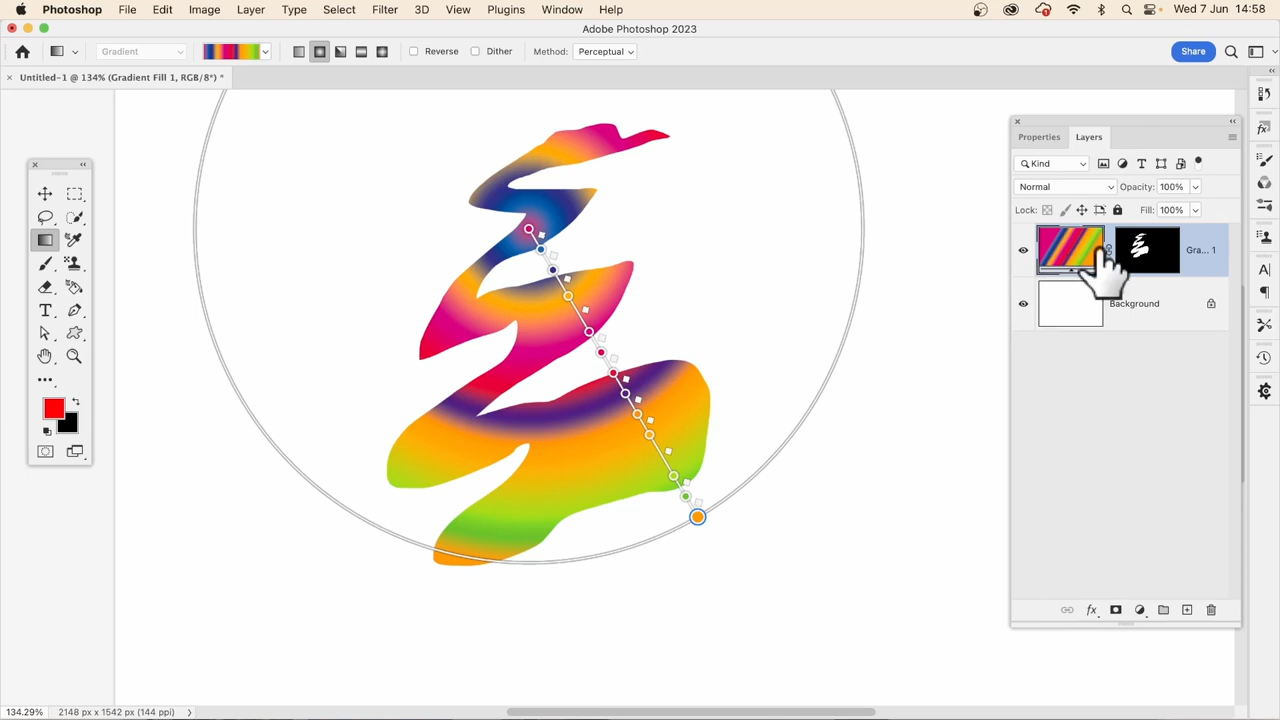 Photoshop File Edit Image Layer Type Select Filter 3D View Plugins Window Help Wed 7 Jun 14:58
Adobe Photoshop 2023
Gradient Reverse Dither Method: Perceptual Share
Untitled-1 @ 134% (Gradient Fill 1, RGB/8*) *
Properties Layers
Kind
Normal Opacity: 100%
Lock: Fill: 100%
Gra... 1
Background
134.29% 2148 px x 1542 px (144 ppi)